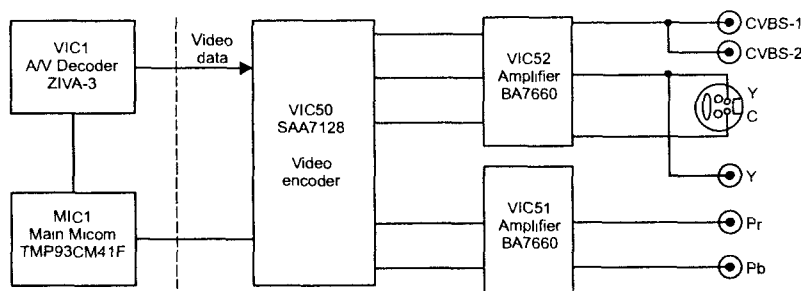 VIC1
A/V Decoder
ZIVA-3
Video
data
VIC50
SAA7128
Video
encoder
VIC52
Amplifier
BA7660
CVBS-1
CVBS-2
Y
C
Y
MIC1
Main Micom
TMP93CM41F
VIC51
Amplifier
BA7660
Pr
Pb